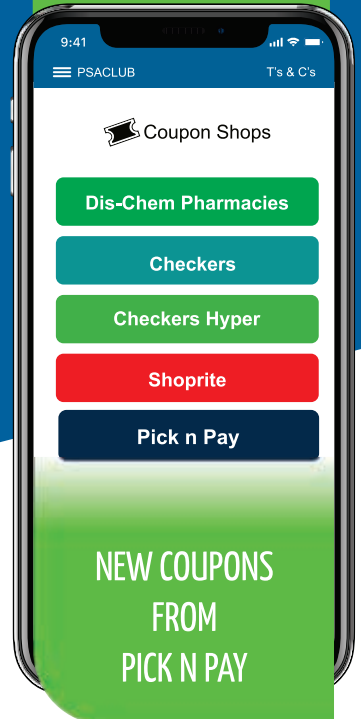 9:41
PSACLUB T's & C's
Coupon Shops
Dis-Chem Pharmacies
Checkers
Checkers Hyper
Shoprite
Pick n Pay
NEW COUPONS
FROM
PICK N PAY